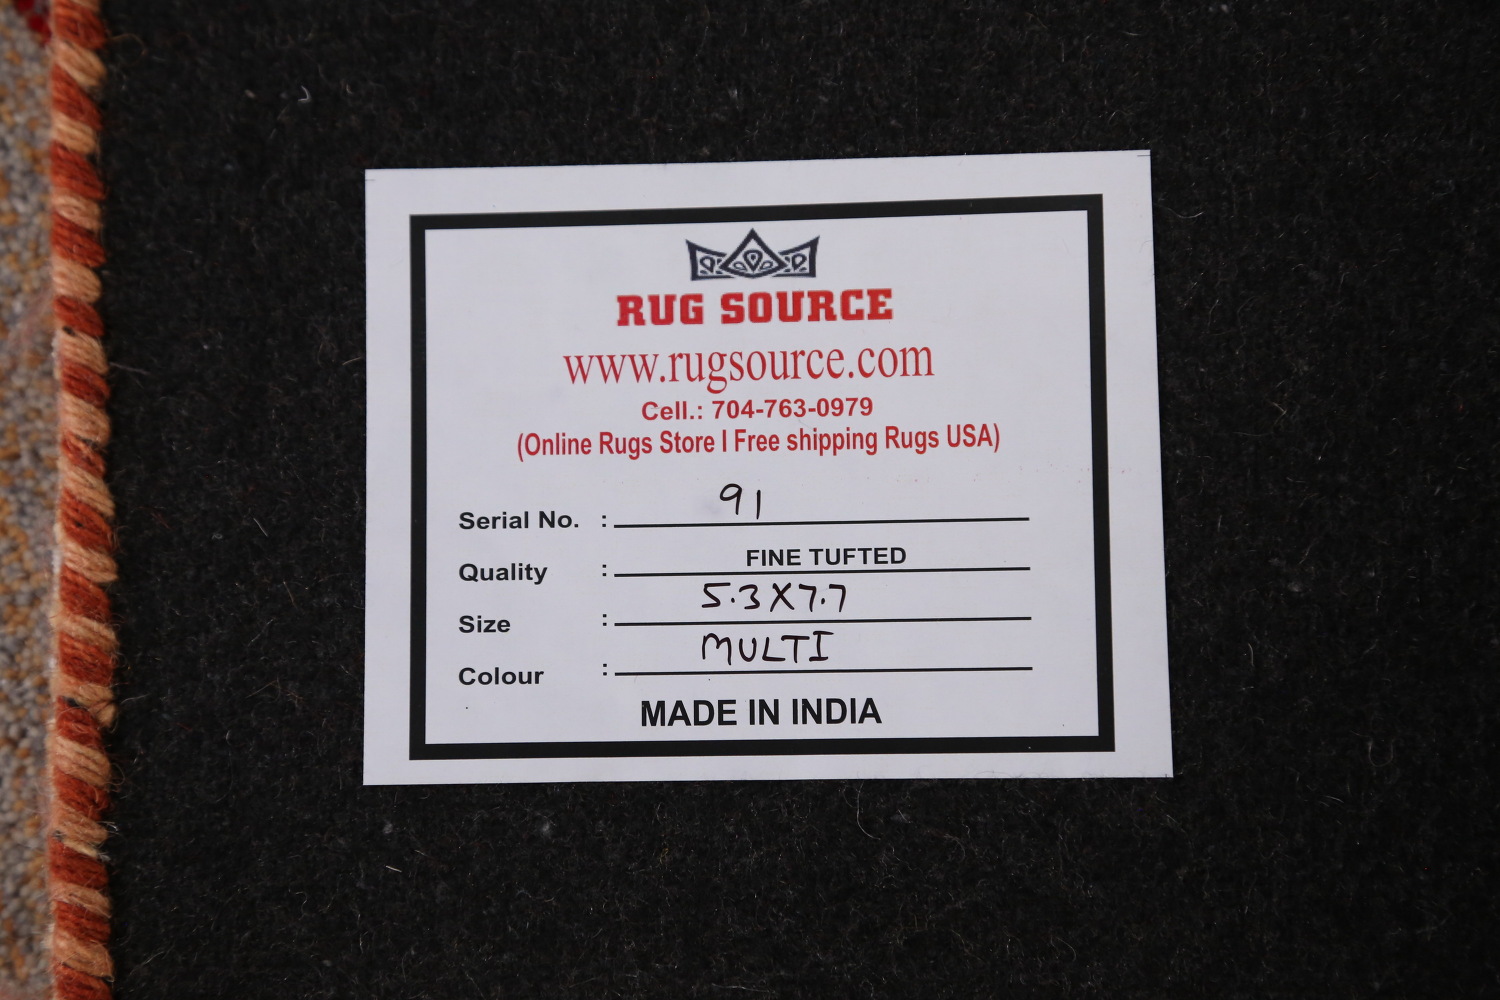 RUG SOURCE
www.rugsource.com
Cell.: 704-763-0979
(Online Rugs Store I Free shipping Rugs USA)
Serial No. : 91
Quality : FINE TUFTED
Size : 5.3X7.7
Colour : MULTI
MADE IN INDIA